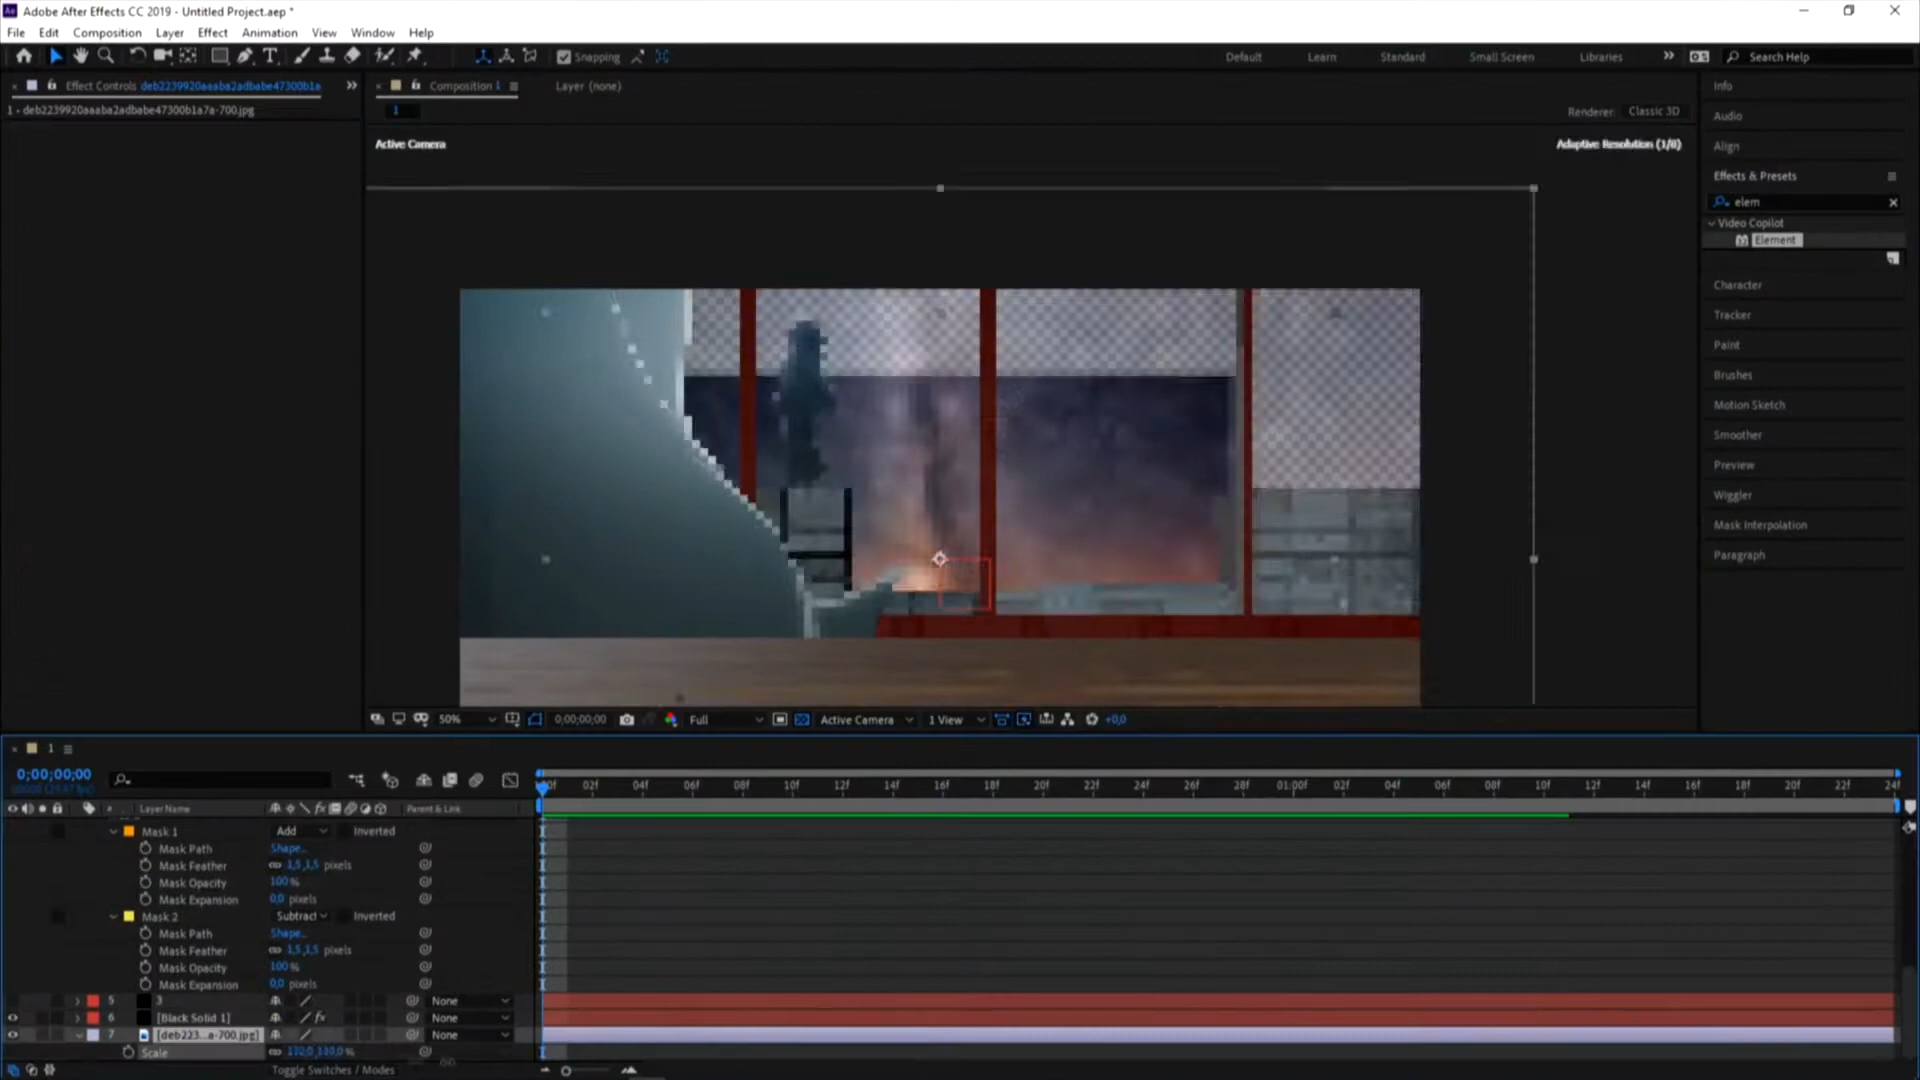 Adobe After Effects CC 2019 - Untitled Project.aep *
File Edit Composition Layer Effect Animation View Window Help
Snapping Default Learn Standard Small Screen Libraries Search Help
Effect Controls deb2239920aaaba2adbabe47300b1a
Composition 1
Layer (none)
Info
1 • deb2239920aaaba2adbabe47300b1a7a-700.jpg
1
Renderer: Classic 3D
Audio
Active Camera
Adaptive Resolution (1/8)
Align
Effects & Presets
elem
Video Copilot
Element
Character
Tracker
Paint
Brushes
Motion Sketch
Smoother
Preview
Wiggler
Mask Interpolation
Paragraph
50% 0;00;00;00 Full Active Camera 1 View +0,0
1
0;00;00;00
00f 02f 04f 06f 08f 10f 12f 14f 16f 18f 20f 22f 24f 26f 28f 01:00f 02f 04f 06f 08f 10f 12f 14f 16f 18f 20f 22f 24f
Layer Name Parent & Link
Mask 1 Add Inverted
Mask Path Shape...
Mask Feather 1,5,1,5 pixels
Mask Opacity 100 %
Mask Expansion 0,0 pixels
Mask 2 Subtract Inverted
Mask Path Shape...
Mask Feather 1,5,1,5 pixels
Mask Opacity 100 %
Mask Expansion 0,0 pixels
5 3 None
6 [Black Solid 1] fx None
7 [deb223...a-700.jpg] None
Scale
Toggle Switches / Modes